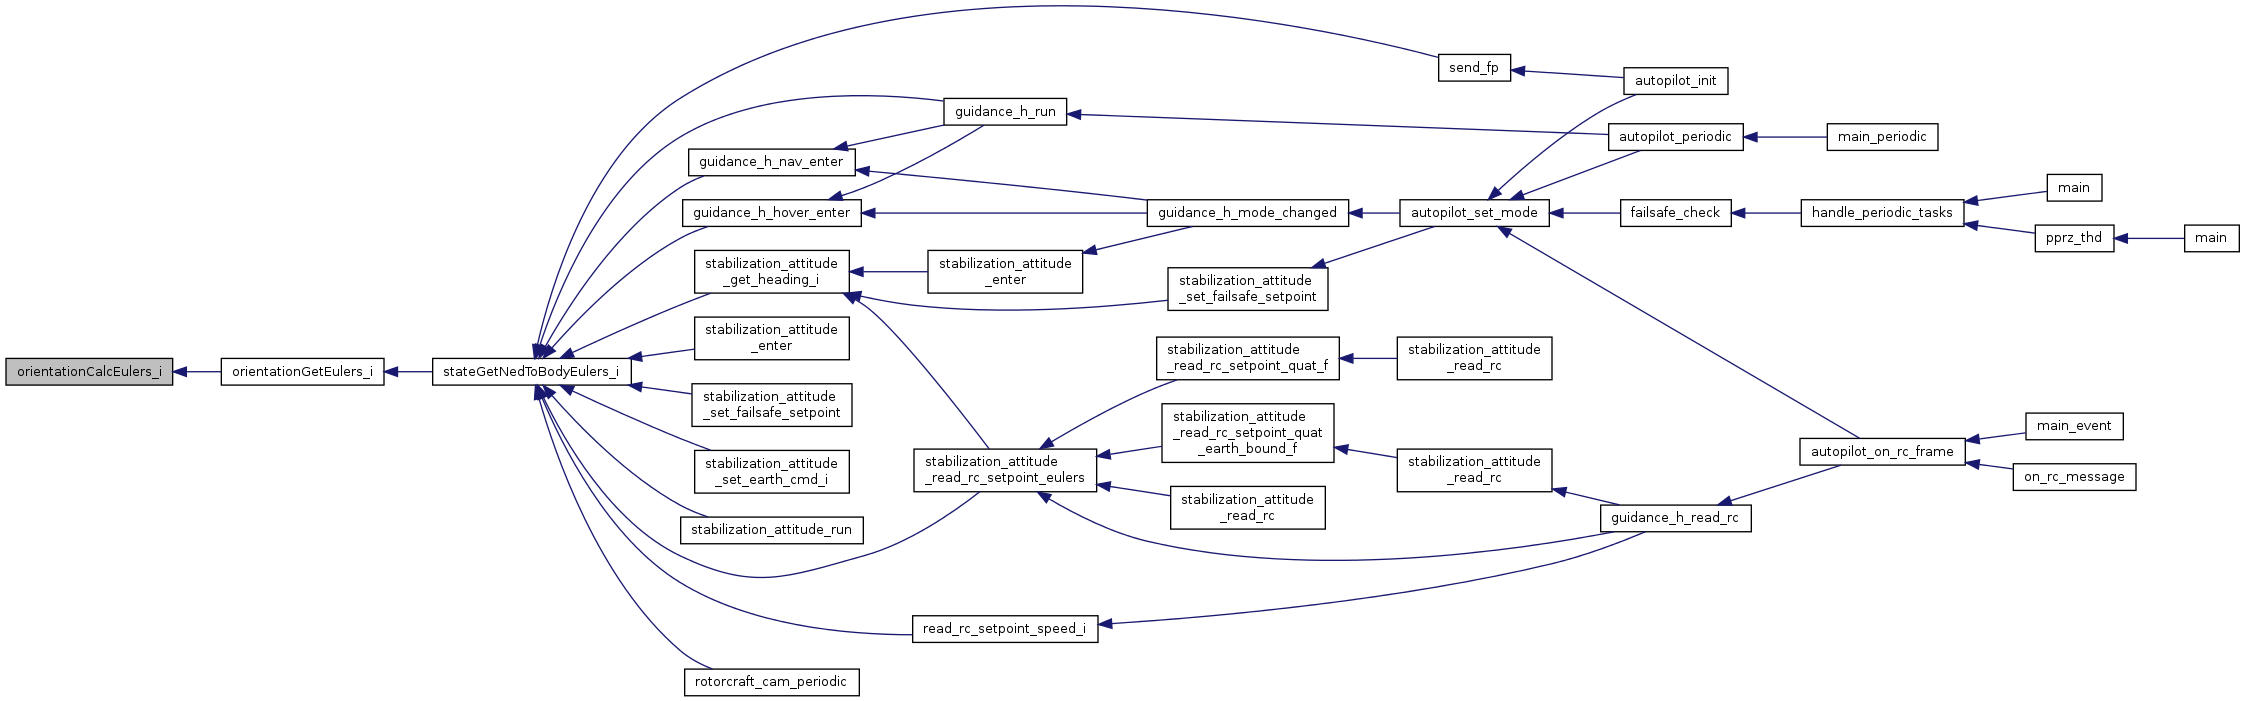 orientationCalcEulers_i
orientationGetEulers_i
stateGetNedToBodyEulers_i
send_fp
autopilot_init
guidance_h_run
autopilot_periodic
main_periodic
guidance_h_nav_enter
guidance_h_hover_enter
guidance_h_mode_changed
autopilot_set_mode
failsafe_check
handle_periodic_tasks
main
pprz_thd
main
stabilization_attitude
_get_heading_i
stabilization_attitude
_enter
stabilization_attitude
_set_failsafe_setpoint
stabilization_attitude
_enter
stabilization_attitude
_set_failsafe_setpoint
stabilization_attitude
_set_earth_cmd_i
stabilization_attitude_run
stabilization_attitude
_read_rc_setpoint_eulers
stabilization_attitude
_read_rc_setpoint_quat_f
stabilization_attitude
_read_rc
stabilization_attitude
_read_rc_setpoint_quat
_earth_bound_f
stabilization_attitude
_read_rc
stabilization_attitude
_read_rc
guidance_h_read_rc
autopilot_on_rc_frame
main_event
on_rc_message
read_rc_setpoint_speed_i
rotorcraft_cam_periodic